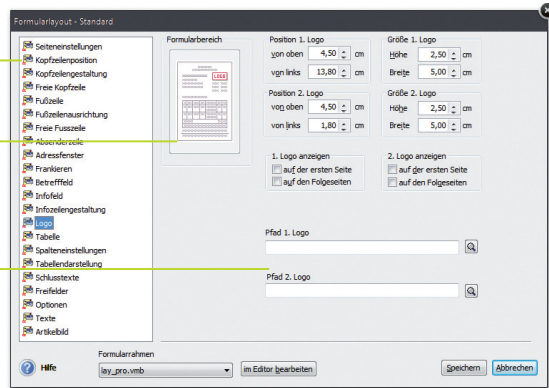 Formularlayout - Standard
Seiteneinstellungen
Kopfzeilenposition
Kopfzeilengestaltung
Freie Kopfzeile
Fußzeile
Fußzeilenausrichtung
Freie Fusszeile
Absenderzeile
Adressfenster
Frankieren
Betrefffeld
Infofeld
Infozeilengestaltung
Logo
Tabelle
Spalteneinstellungen
Tabellendarstellung
Schlusstexte
Freifelder
Optionen
Texte
Artikelbild
Formularbereich
LOGO
Position 1. Logo
von oben 4,50 cm
von links 13,80 cm
Größe 1. Logo
Höhe 2,50 cm
Breite 5,00 cm
Position 2. Logo
von oben 4,50 cm
von links 1,80 cm
Größe 2. Logo
Höhe 2,50 cm
Breite 5,00 cm
1. Logo anzeigen
auf der ersten Seite
auf den Folgeseiten
2. Logo anzeigen
auf der ersten Seite
auf den Folgeseiten
Pfad 1. Logo
Pfad 2. Logo
Hilfe
Formularrahmen
lay_pro.vmb
im Editor bearbeiten
Speichern
Abbrechen